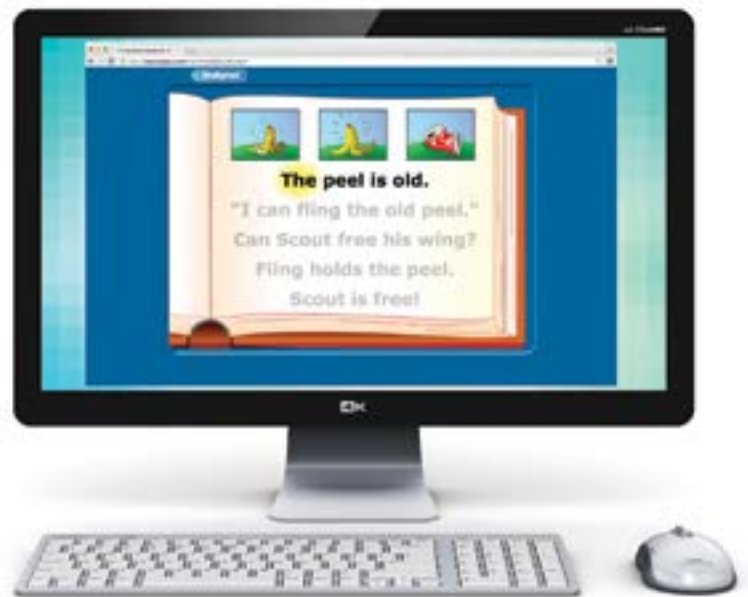 The peel is old.
"I can fling the old peel."
Can Scout free his wing?
Fling holds the peel.
Scout is free!